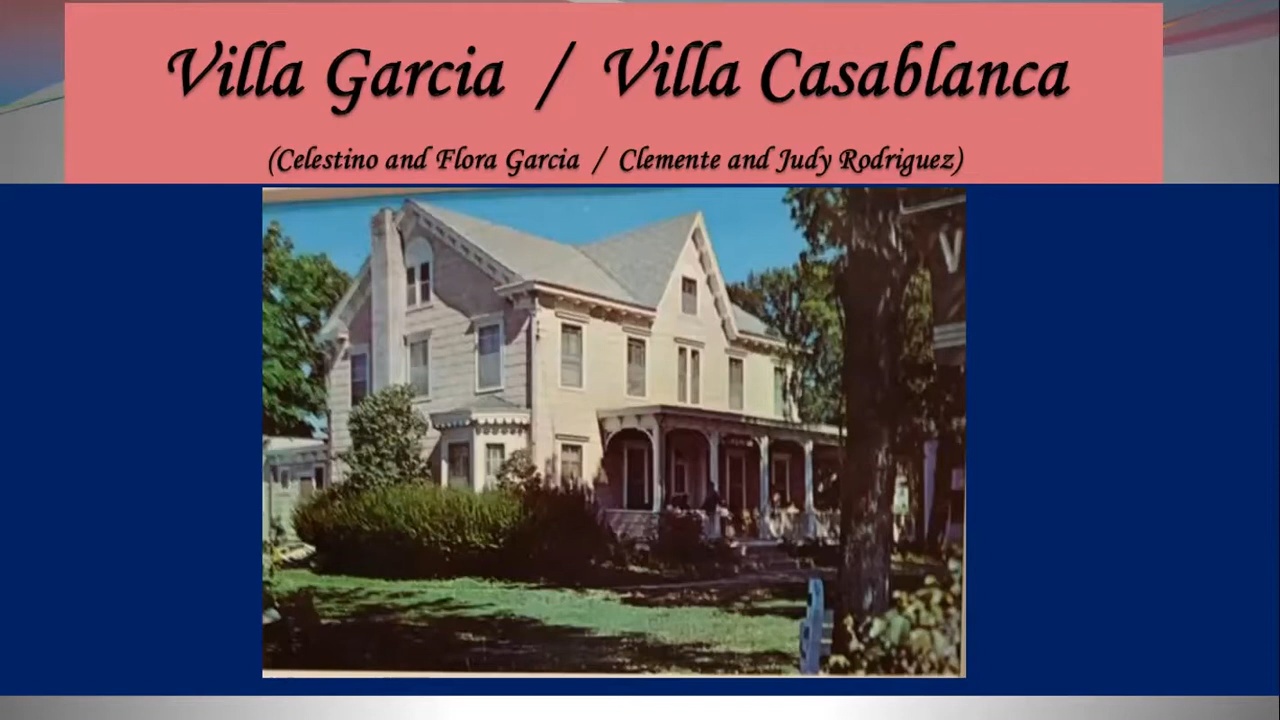 Villa Garcia / Villa Casablanca
(Celestino and Flora Garcia / Clemente and Judy Rodriguez)
V